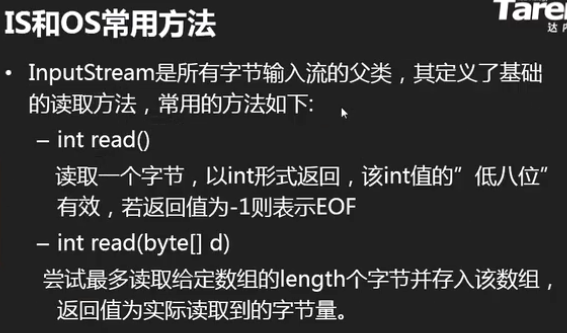 Taren
达内
IS和OS常用方法
• InputStream是所有字节输入流的父类，其定义了基础
的读取方法，常用的方法如下:
– int read()
读取一个字节，以int形式返回，该int值的”低八位”
有效，若返回值为-1则表示EOF
– int read(byte[] d)
尝试最多读取给定数组的length个字节并存入该数组，
返回值为实际读取到的字节量。